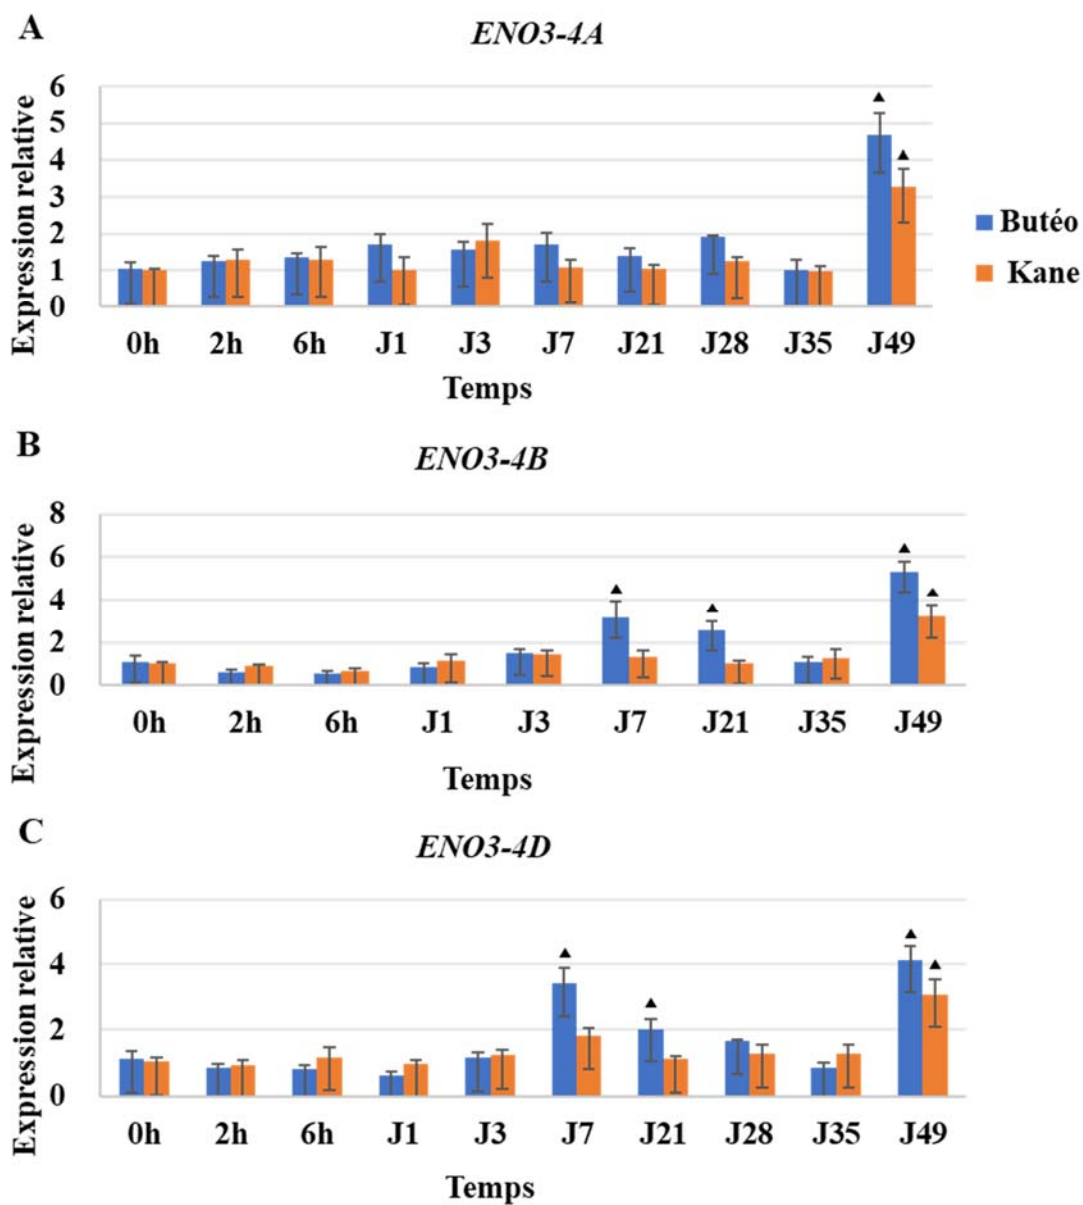 A
ENO3-4A
Expression relative
6
5
4
3
2
1
0
0h 2h 6h J1 J3 J7 J21 J28 J35 J49
Temps
Butéo
Kane
B
ENO3-4B
Expression relative
8
6
4
2
0
0h 2h 6h J1 J3 J7 J21 J35 J49
Temps
C
ENO3-4D
Expression relative
6
4
2
0
0h 2h 6h J1 J3 J7 J21 J28 J35 J49
Temps